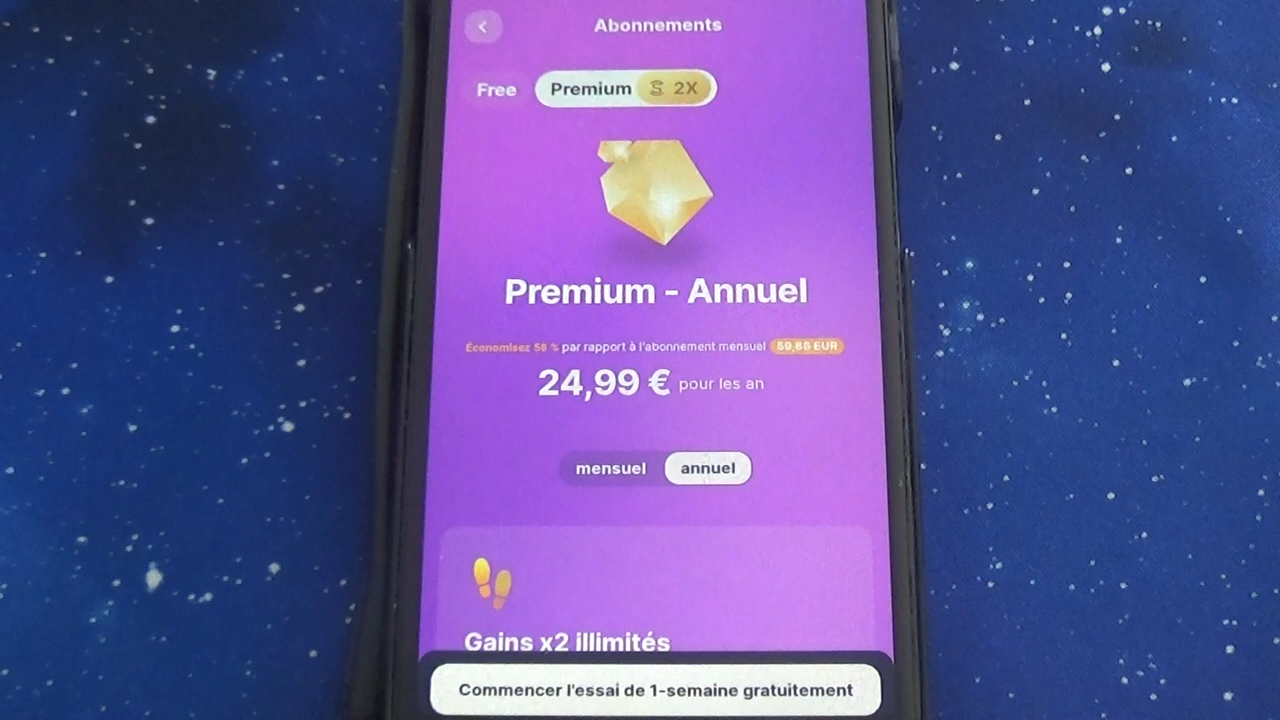 Abonnements
Free Premium 2X
Premium - Annuel
Économisez 58 % par rapport à l'abonnement mensuel 59,88 EUR
24,99 € pour les an
mensuel annuel
Gains x2 illimités
Commencer l'essai de 1-semaine gratuitement